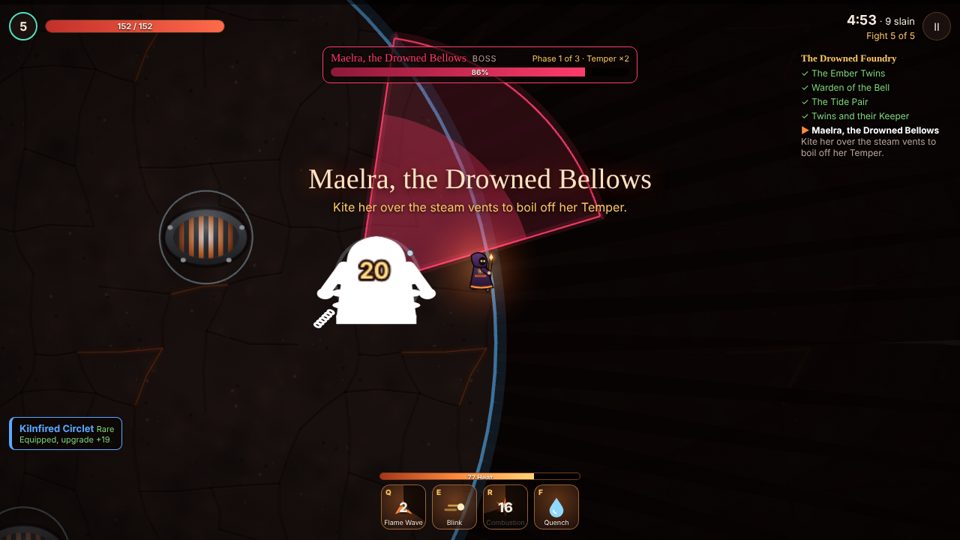 5
152 / 152
4:53 · 9 slain
Fight 5 of 5
Maelra, the Drowned Bellows BOSS
Phase 1 of 3 · Temper ×2
86%
The Drowned Foundry
✓ The Ember Twins
✓ Warden of the Bell
✓ The Tide Pair
✓ Twins and their Keeper
▶ Maelra, the Drowned Bellows
Kite her over the steam vents to
boil off her Temper.
Maelra, the Drowned Bellows
Kite her over the steam vents to boil off her Temper.
20
Kilnfired Circlet Rare
Equipped, upgrade +19
Q
2
Flame Wave
E
Blink
R
16
Combustion
F
Quench